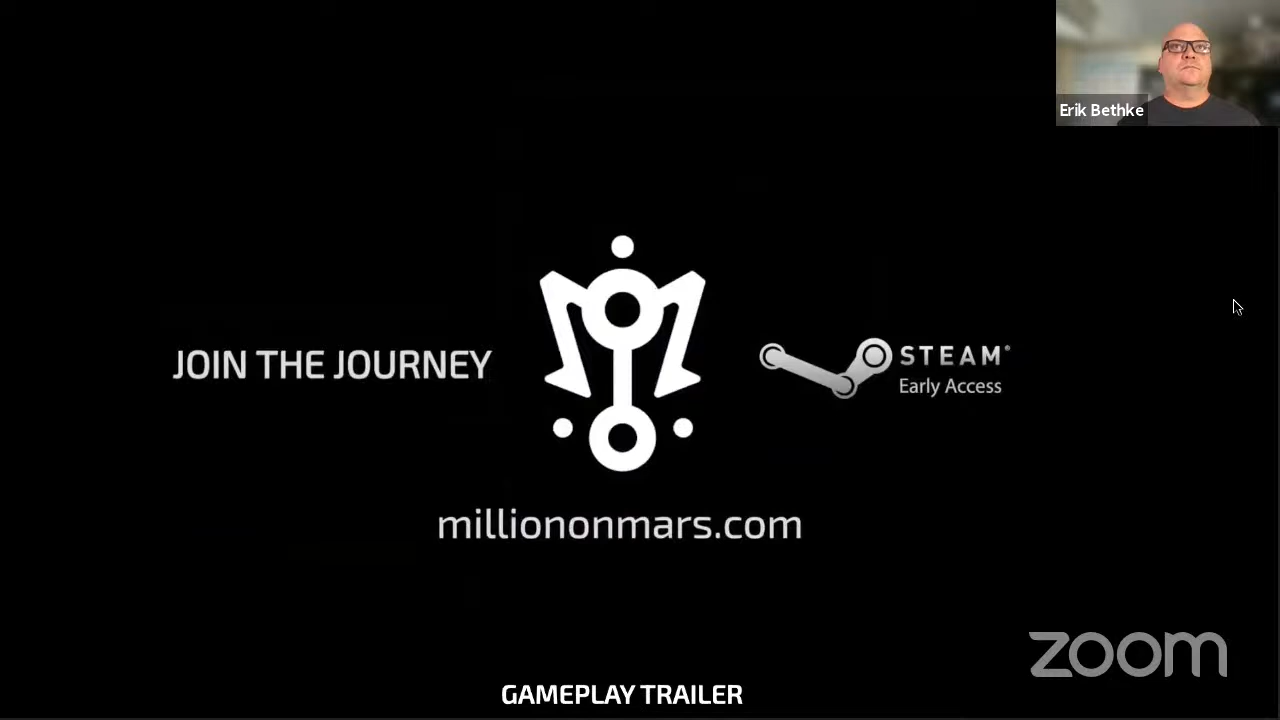 Erik Bethke
JOIN THE JOURNEY
STEAM®
Early Access
milliononmars.com
zoom
GAMEPLAY TRAILER